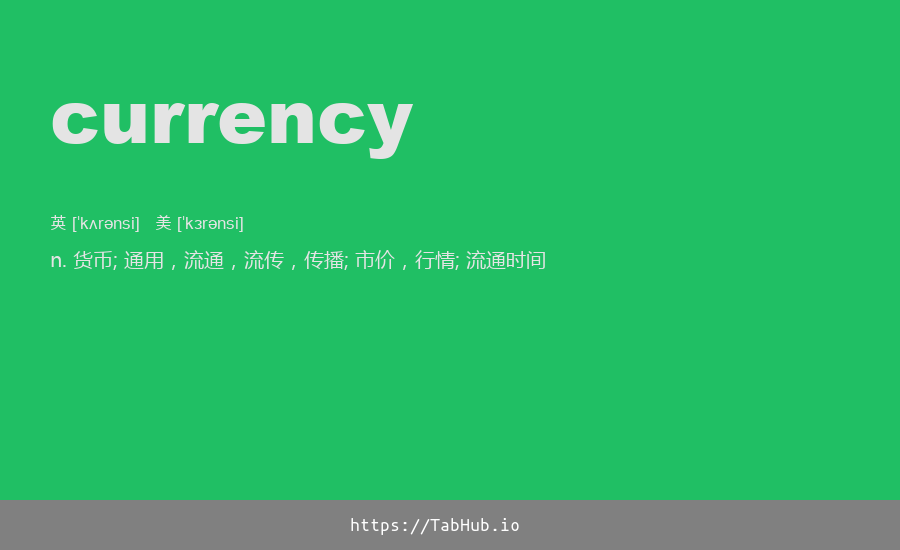 currency
英 [ˈkʌrənsi] 美 [ˈkɜrənsi]
n. 货币; 通用，流通，流传，传播; 市价，行情; 流通时间
https://TabHub.io